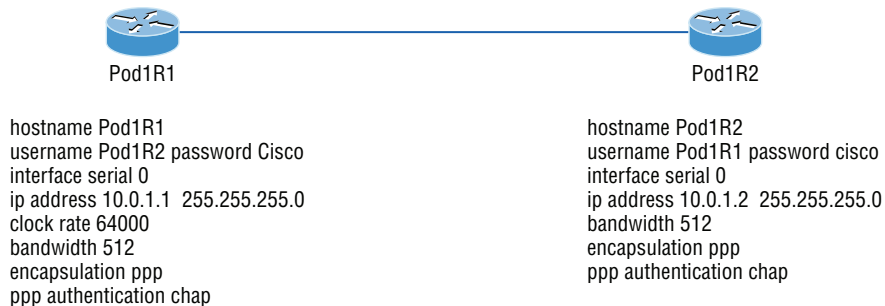 Pod1R1
Pod1R2
hostname Pod1R1
username Pod1R2 password Cisco
interface serial 0
ip address 10.0.1.1 255.255.255.0
clock rate 64000
bandwidth 512
encapsulation ppp
ppp authentication chap
hostname Pod1R2
username Pod1R1 password cisco
interface serial 0
ip address 10.0.1.2 255.255.255.0
bandwidth 512
encapsulation ppp
ppp authentication chap